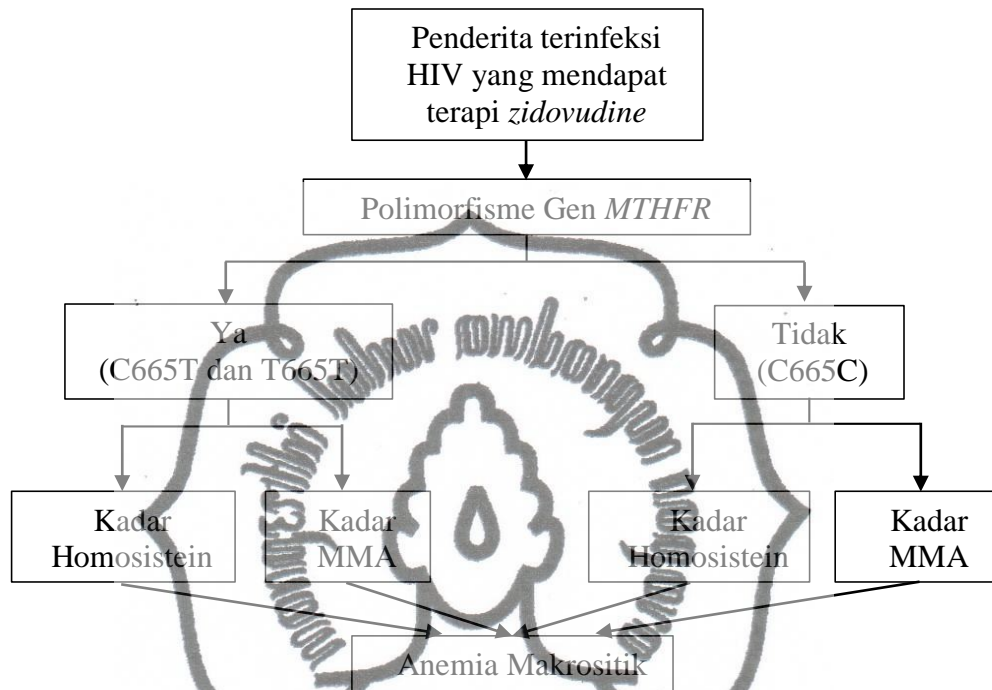 Penderita terinfeksi
HIV yang mendapat
terapi zidovudine
Polimorfisme Gen MTHFR
Ya
(C665T dan T665T)
Tidak
(C665C)
Kadar
Homosistein
Kadar
MMA
Kadar
Homosistein
Kadar
MMA
Anemia Makrositik